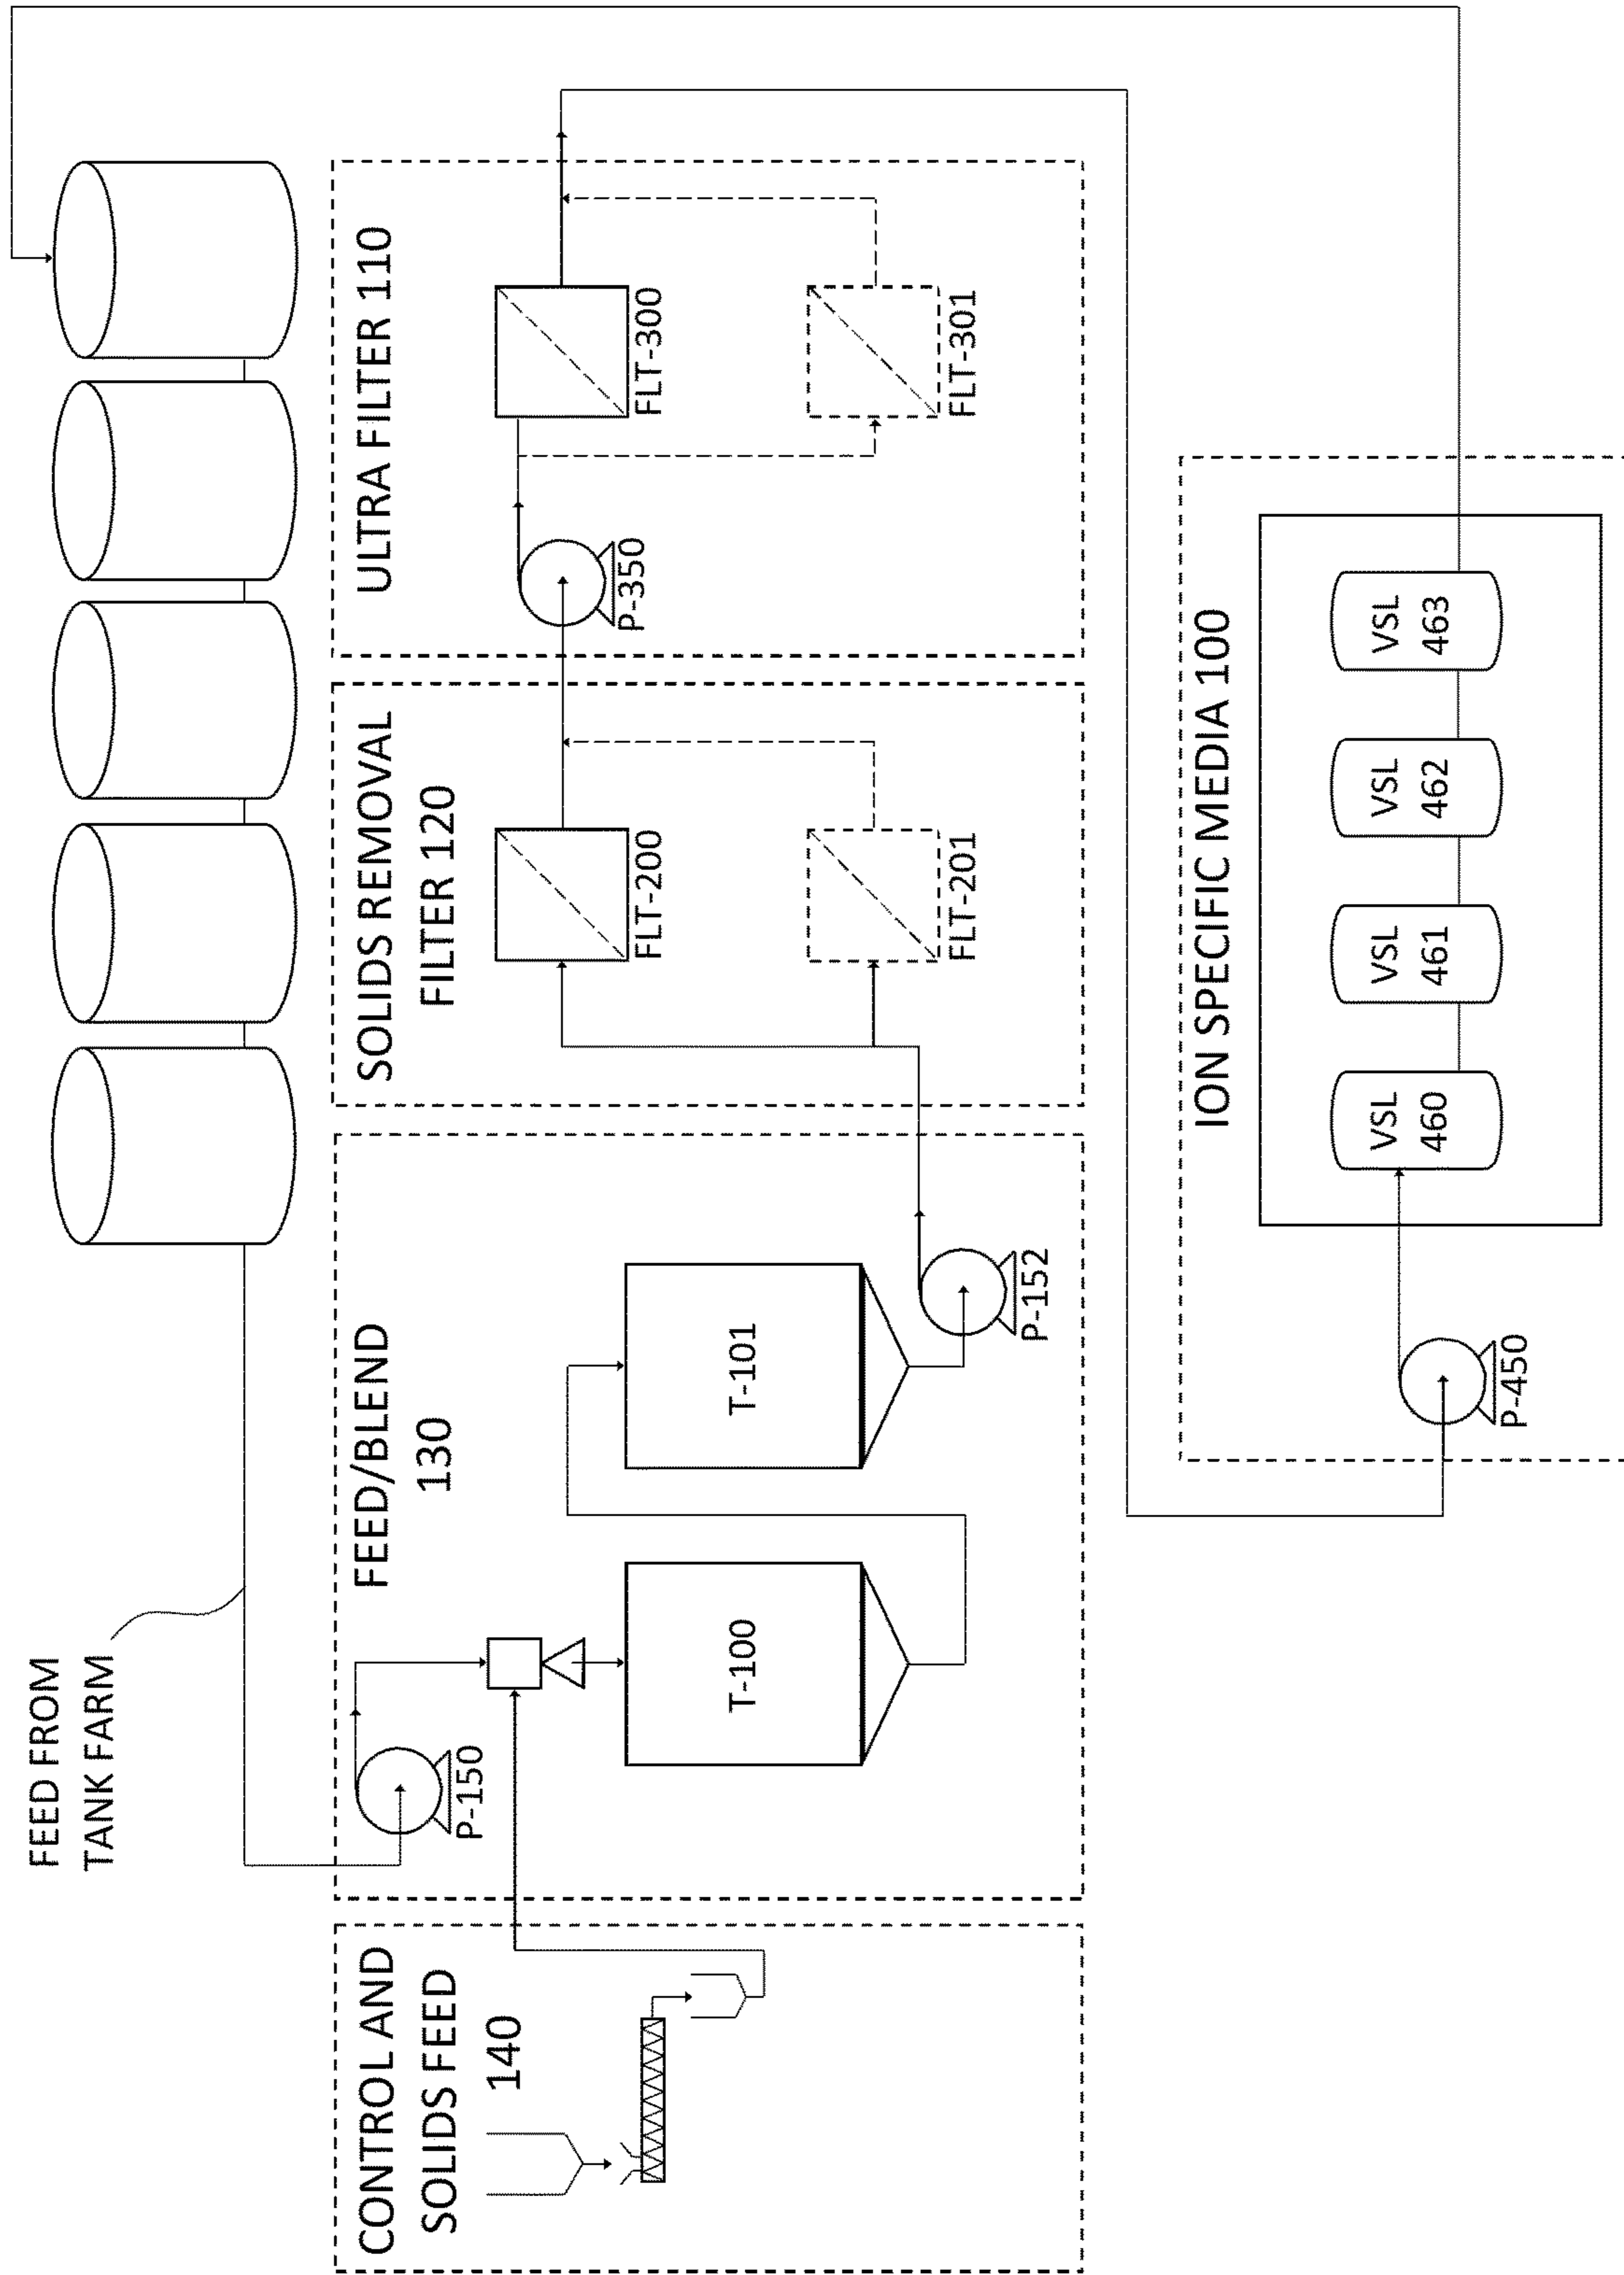 FEED FROM
TANK FARM
CONTROL AND
SOLIDS FEED
140
FEED/BLEND
130
P-150
T-100
T-101
P-152
SOLIDS REMOVAL
FILTER 120
FLT-200
FLT-201
ULTRA FILTER 110
P-350
FLT-300
FLT-301
ION SPECIFIC MEDIA 100
P-450
VSL
460
VSL
461
VSL
462
VSL
463